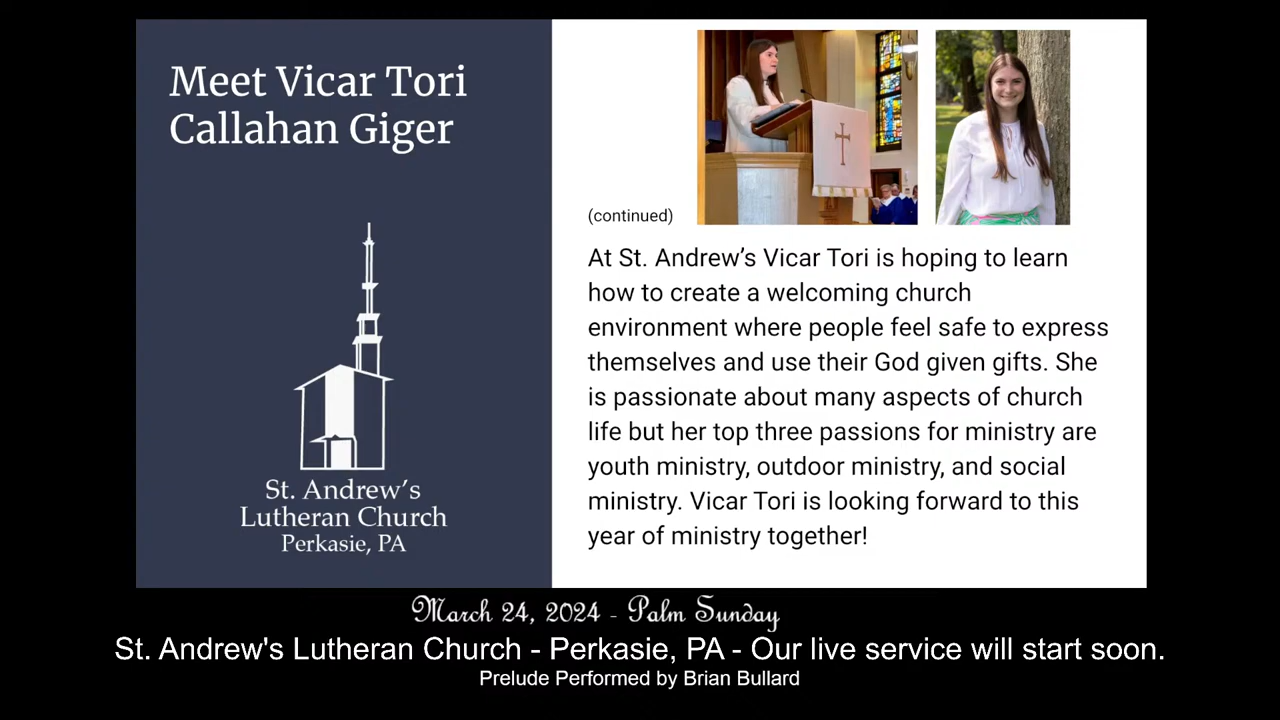 Meet Vicar Tori
Callahan Giger
St. Andrew's
Lutheran Church
Perkasie, PA
(continued)
At St. Andrew’s Vicar Tori is hoping to learn
how to create a welcoming church
environment where people feel safe to express
themselves and use their God given gifts. She
is passionate about many aspects of church
life but her top three passions for ministry are
youth ministry, outdoor ministry, and social
ministry. Vicar Tori is looking forward to this
year of ministry together!
March 24, 2024 - Palm Sunday
St. Andrew's Lutheran Church - Perkasie, PA - Our live service will start soon.
Prelude Performed by Brian Bullard